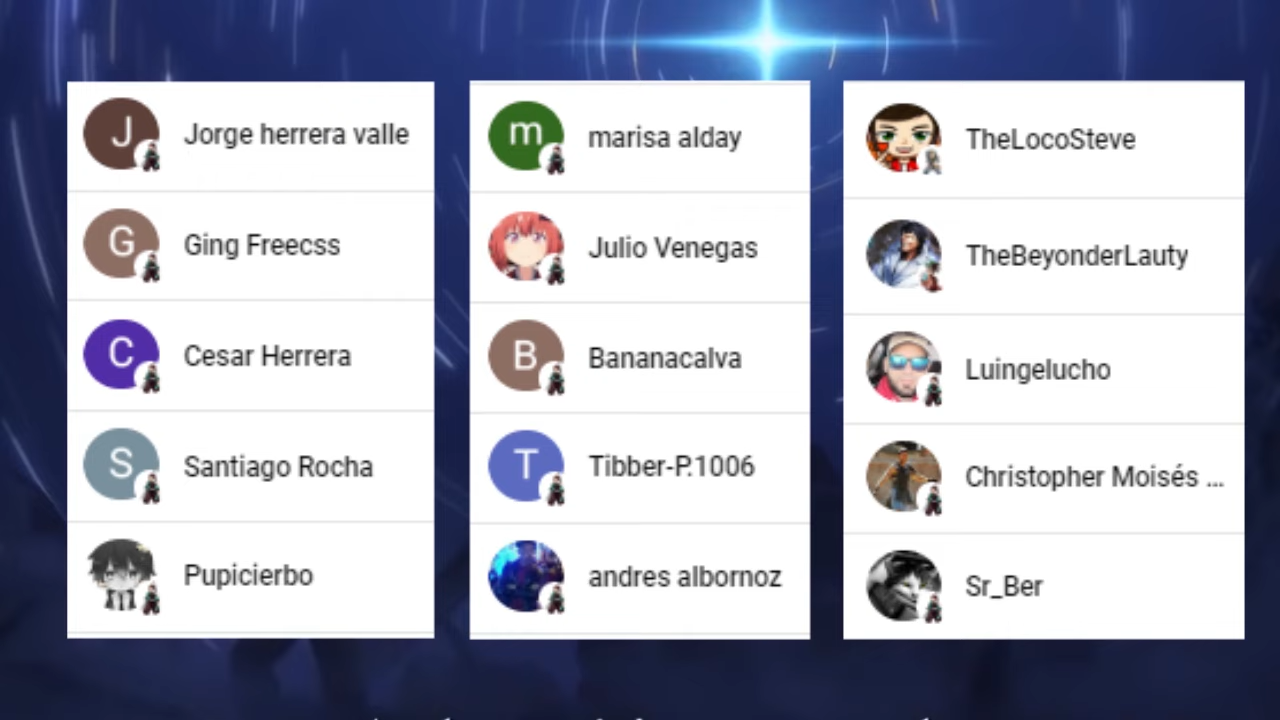 J Jorge herrera valle
G Ging Freecss
C Cesar Herrera
S Santiago Rocha
Pupicierbo
m marisa alday
Julio Venegas
B Bananacalva
T Tibber-P.1006
andres albornoz
TheLocoSteve
TheBeyonderLauty
Luingelucho
Christopher Moisés ...
Sr_Ber